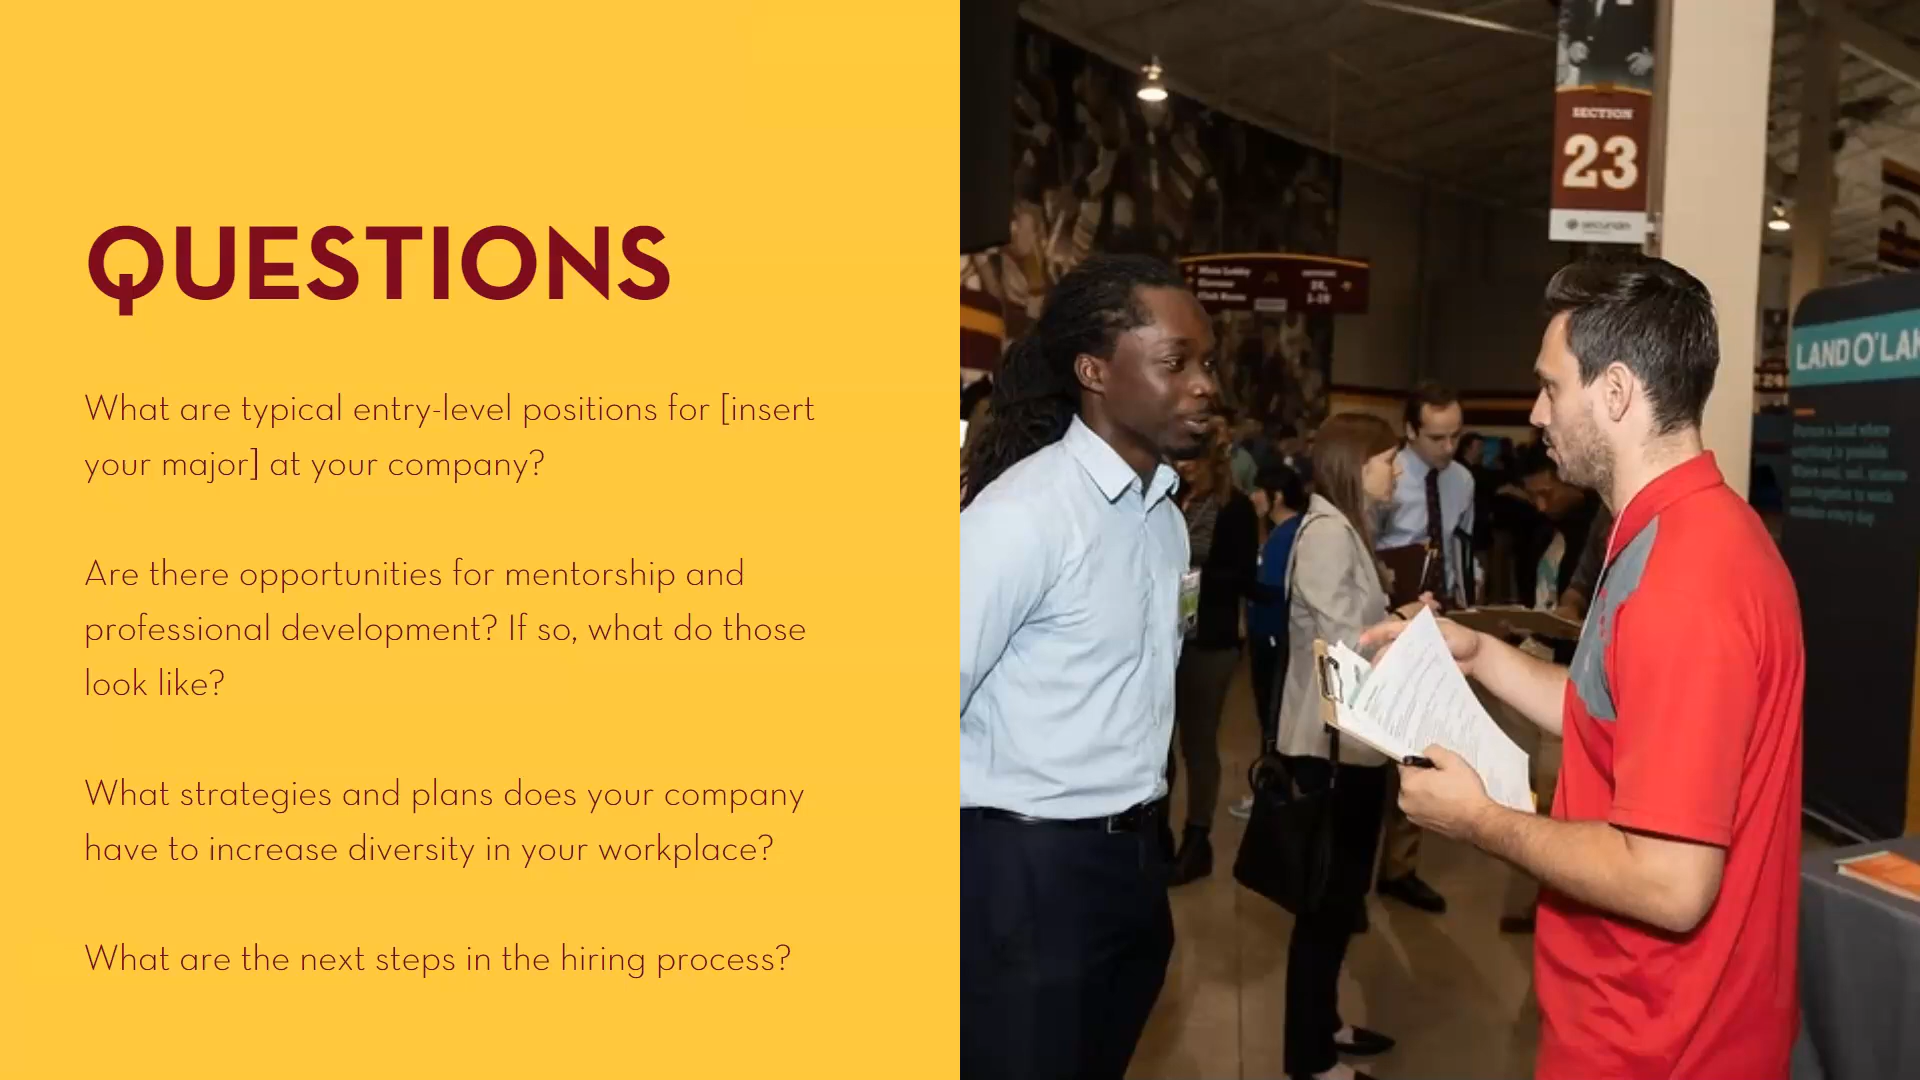 QUESTIONS
What are typical entry-level positions for [insert
your major] at your company?
Are there opportunities for mentorship and
professional development? If so, what do those
look like?
What strategies and plans does your company
have to increase diversity in your workplace?
What are the next steps in the hiring process?
SECTION
23
LAND O'LA